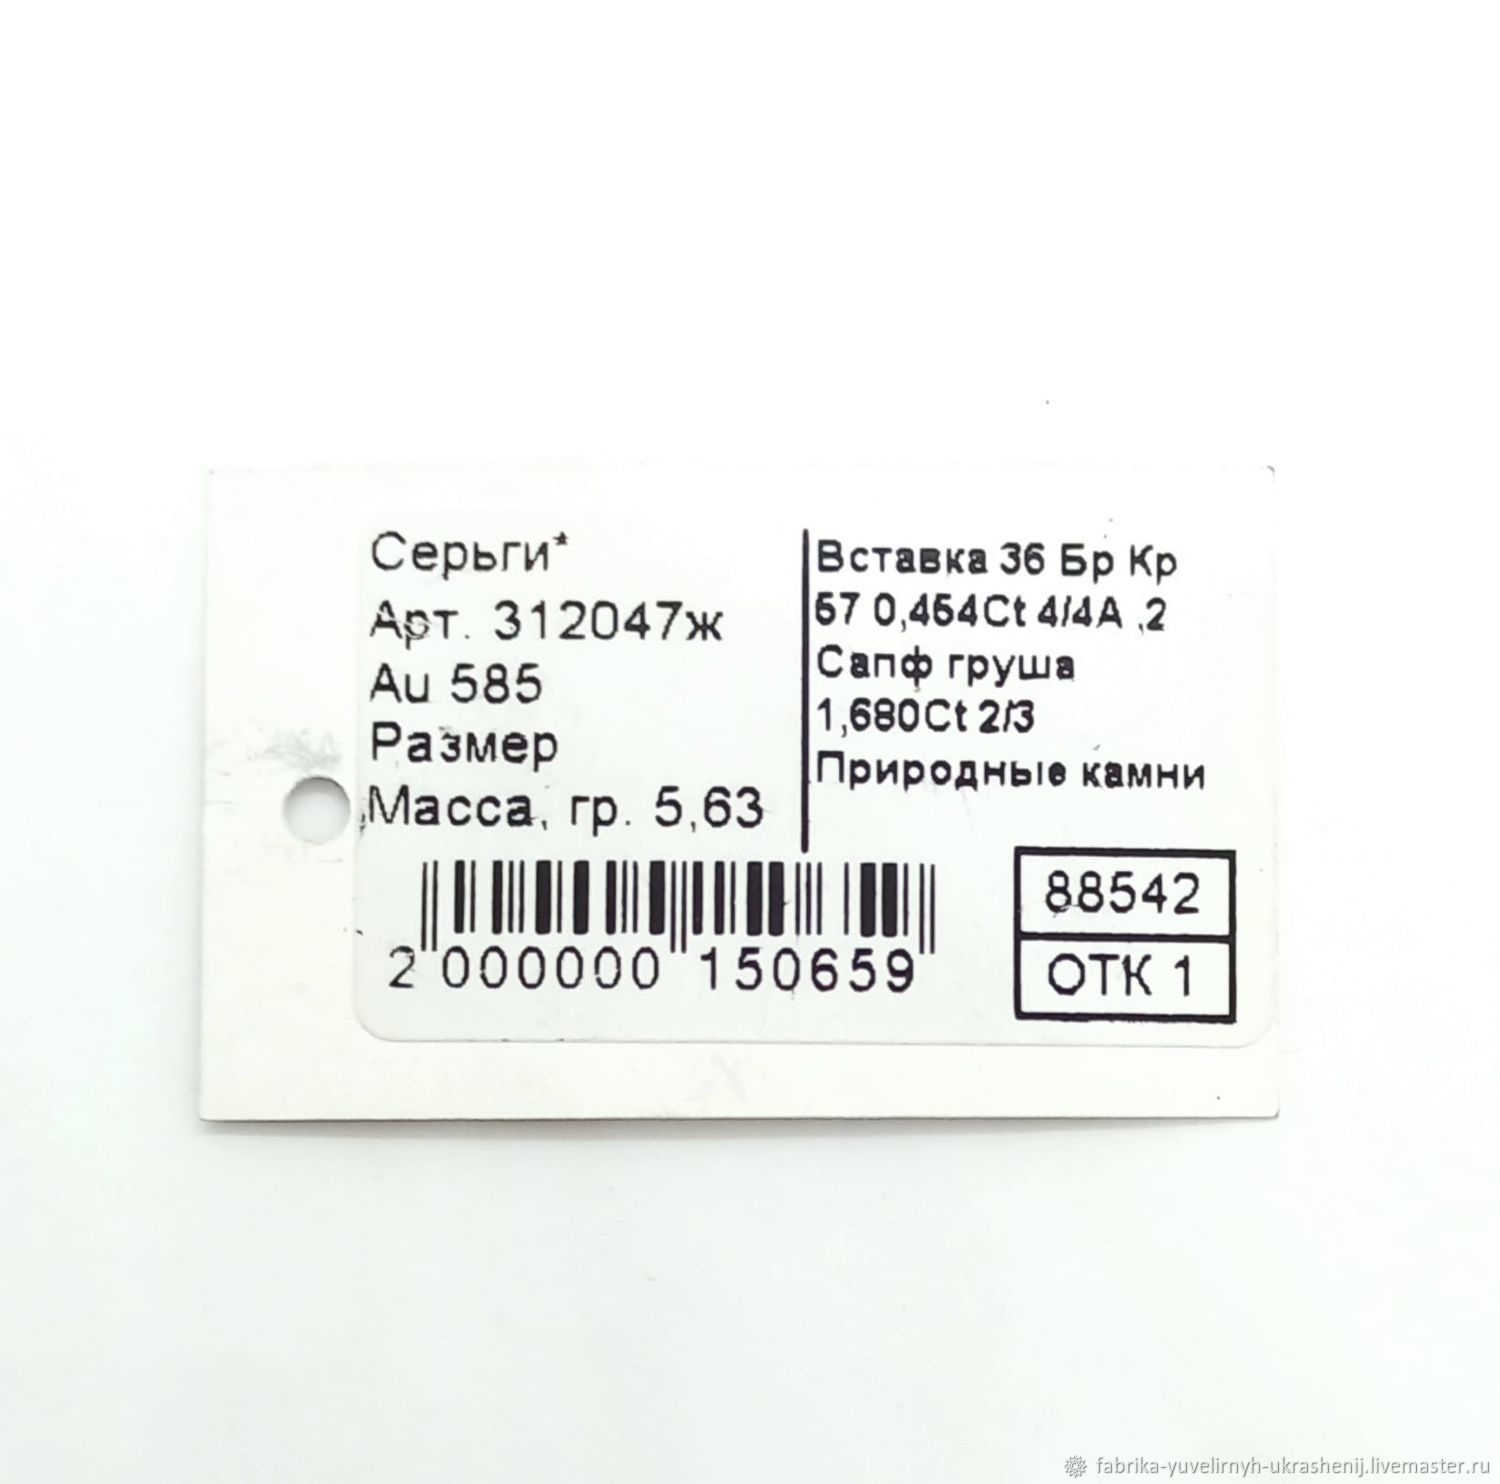 Серьги*
Арт. 312047ж
Au 585
Размер
Масса, гр. 5,63
Вставка 36 Бр Кр
57 0,454Ct 4/4А ,2
Сапф груша
1,680Ct 2/3
Природные камни
2 000000 150659
88542
ОТК 1
fabrika-yuvelirnyh-ukrashenij.livemaster.ru